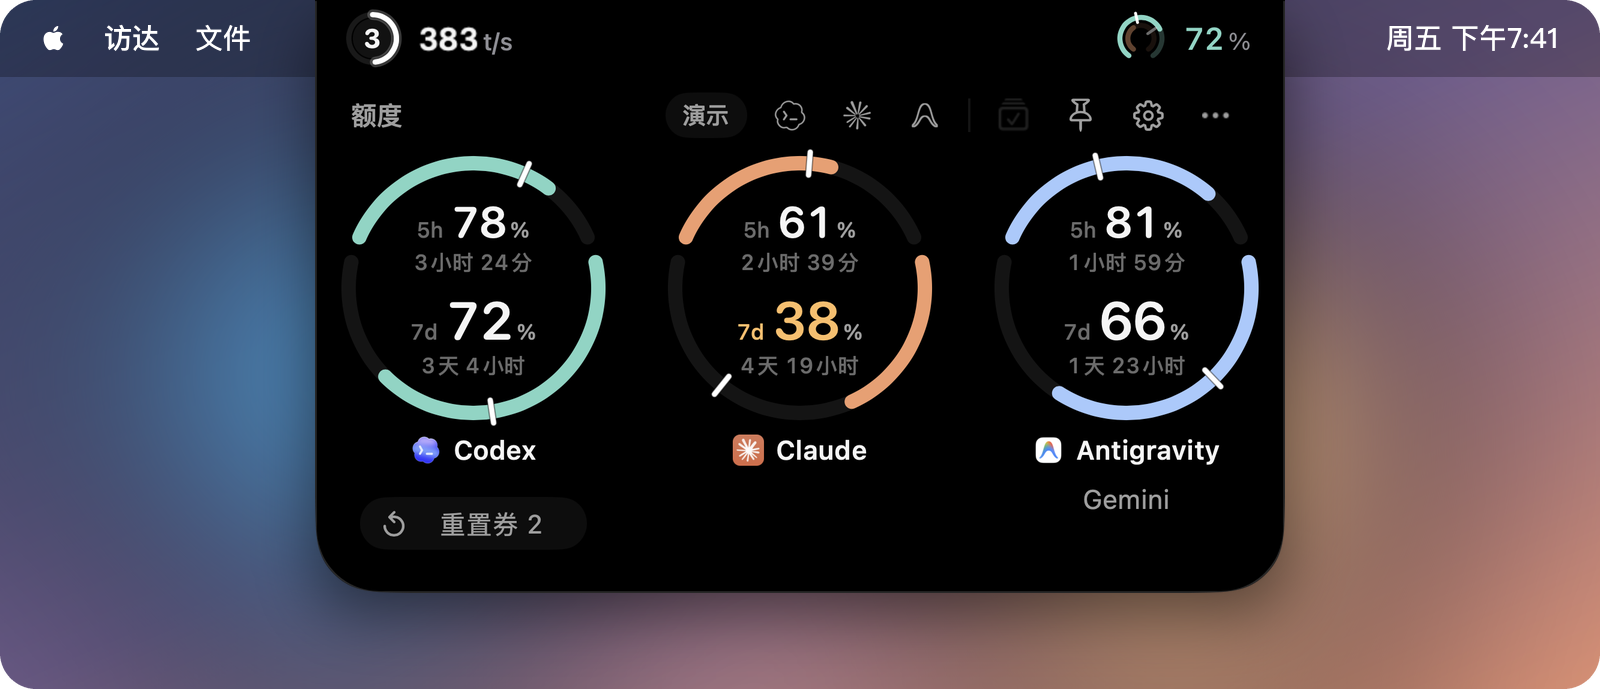 访达 文件
3 383 t/s
72 %
周五 下午7:41
额度
演示
5h 78 %
3小时 24分
7d 72 %
3天 4小时
Codex
重置券 2
5h 61 %
2小时 39分
7d 38 %
4天 19小时
Claude
5h 81 %
1小时 59分
7d 66 %
1天 23小时
Antigravity
Gemini